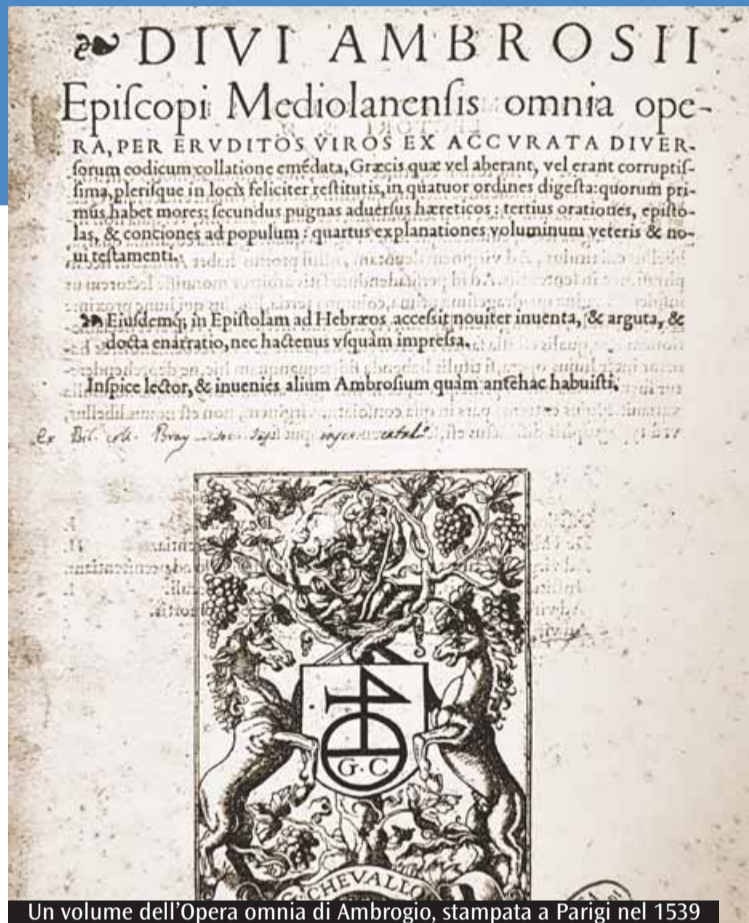 DIVI AMBROSII
Epiſcopi Mediolanenſis omnia ope-
RA, PER ERVDITOS VIROS EX ACCVRATA DIVER-
ſorum codicum collatione emēdata, Græcis quæ vel aberant, vel erant corruptiſ-
ſima, pleriſque in locis feliciter reſtitutis, in quatuor ordines digeſta: quorum pri-
mus habet mores: ſecundus pugnas aduerſus hæreticos: tertius orationes, epiſto-
las, & conciones ad populum: quartus explanationes voluminum veteris & no-
ui teſtamenti.
Eiuſdemq; in Epiſtolam ad Hebræos acceſsit nouiter inuenta, & arguta, &
docta enarratio, nec hactenus vſquam impreſſa.
Inſpice lector, & inuenies alium Ambroſium quàm antehac habuiſti.
ex Bib. coll.
G. C
CHEVALLO
Un volume dell’Opera omnia di Ambrogio, stampata a Parigi nel 1539